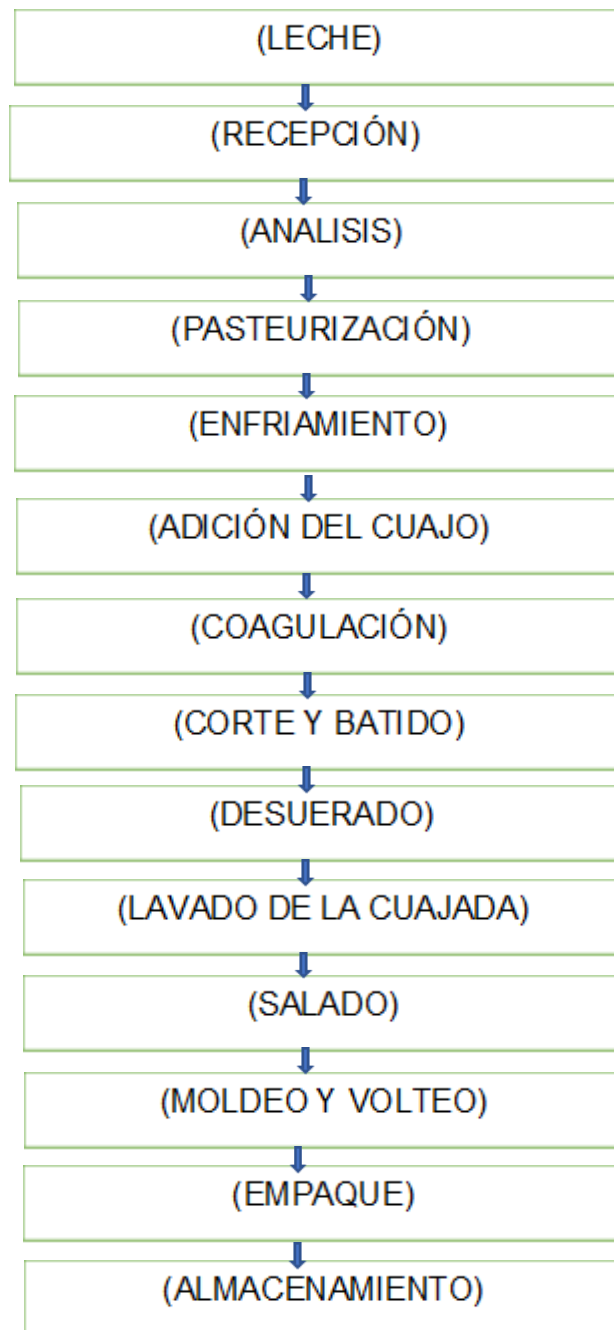 (LECHE)
(RECEPCIÓN)
(ANALISIS)
(PASTEURIZACIÓN)
(ENFRIAMIENTO)
(ADICIÓN DEL CUAJO)
(COAGULACIÓN)
(CORTE Y BATIDO)
(DESUERADO)
(LAVADO DE LA CUAJADA)
(SALADO)
(MOLDEO Y VOLTEO)
(EMPAQUE)
(ALMACENAMIENTO)